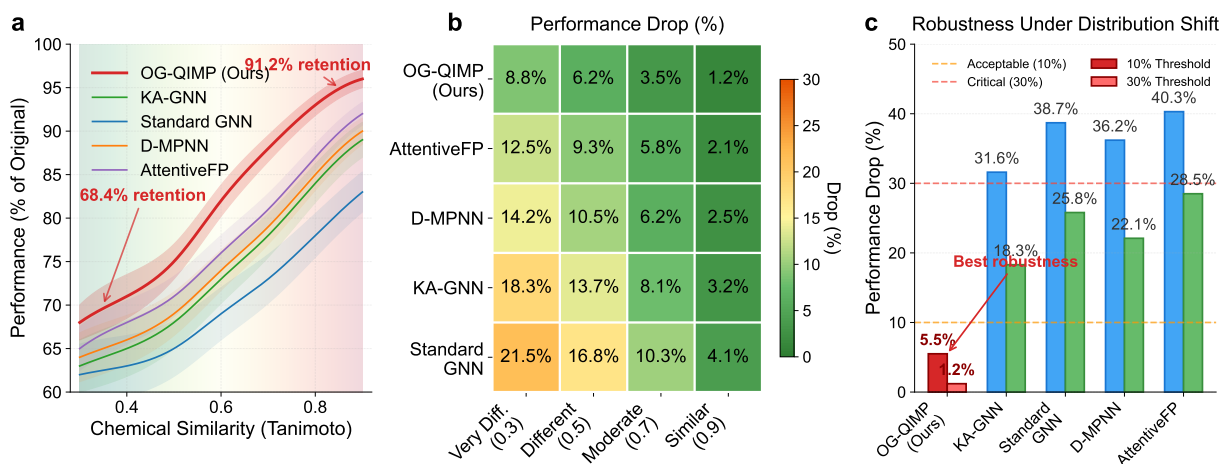 a
100
95
90
85
80
75
70
65
60
Performance (% of Original)
0.4
0.6
0.8
Chemical Similarity (Tanimoto)
OG-QIMP (Ours)
KA-GNN
Standard GNN
D-MPNN
AttentiveFP
91.2% retention
68.4% retention
b
Performance Drop (%)
OG-QIMP
(Ours)
8.8% 6.2% 3.5% 1.2%
AttentiveFP
12.5% 9.3% 5.8% 2.1%
D-MPNN
14.2% 10.5% 6.2% 2.5%
KA-GNN
18.3% 13.7% 8.1% 3.2%
Standard
GNN
21.5% 16.8% 10.3% 4.1%
Very Diff.
(0.3)
Different
(0.5)
Moderate
(0.7)
Similar
(0.9)
30
25
20
15
10
5
0
Drop (%)
c
Robustness Under Distribution Shift
50
40
30
20
10
0
Performance Drop (%)
Acceptable (10%)
Critical (30%)
10% Threshold
30% Threshold
5.5%
1.2%
31.6%
18.3%
38.7%
25.8%
36.2%
22.1%
40.3%
28.5%
Best robustness
OG-QIMP
(Ours)
KA-GNN
Standard
GNN
D-MPNN
AttentiveFP